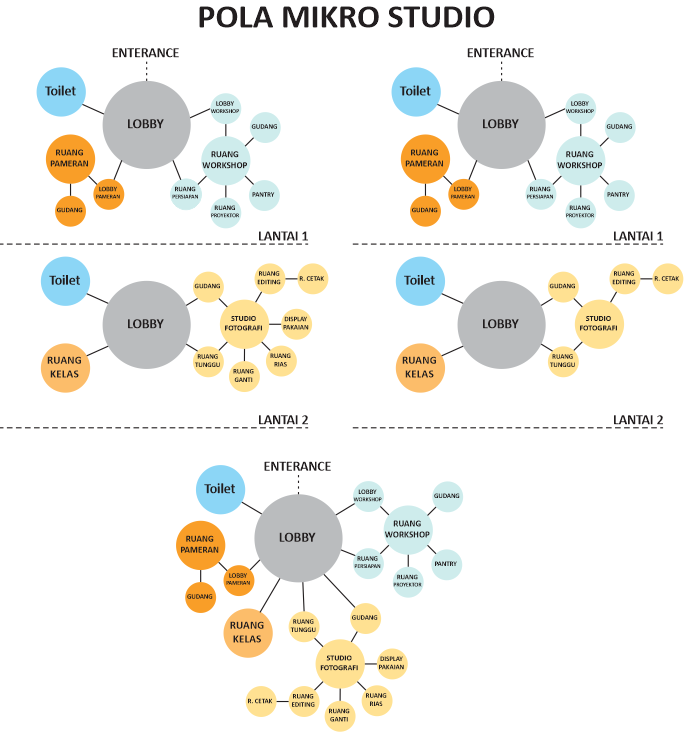 POLA MIKRO STUDIO
ENTERANCE
Toilet
LOBBY
LOBBY
WORKSHOP
GUDANG
RUANG
PAMERAN
RUANG
WORKSHOP
LOBBY
PAMERAN
RUANG
PERSIAPAN
PANTRY
GUDANG
RUANG
PROYEKTOR
LANTAI 1
ENTERANCE
Toilet
LOBBY
LOBBY
WORKSHOP
GUDANG
RUANG
PAMERAN
RUANG
WORKSHOP
LOBBY
PAMERAN
RUANG
PERSIAPAN
PANTRY
GUDANG
RUANG
PROYEKTOR
LANTAI 1
Toilet
GUDANG
RUANG
EDITING
R. CETAK
LOBBY
STUDIO
FOTOGRAFI
DISPLAY
PAKAIAN
RUANG
KELAS
RUANG
TUNGGU
RUANG
GANTI
RUANG
RIAS
LANTAI 2
Toilet
GUDANG
RUANG
EDITING
R. CETAK
LOBBY
STUDIO
FOTOGRAFI
RUANG
KELAS
RUANG
TUNGGU
LANTAI 2
ENTERANCE
Toilet
LOBBY
LOBBY
WORKSHOP
GUDANG
RUANG
WORKSHOP
RUANG
PAMERAN
LOBBY
PAMERAN
RUANG
PERSIAPAN
RUANG
PROYEKTOR
PANTRY
GUDANG
RUANG
KELAS
RUANG
TUNGGU
GUDANG
STUDIO
FOTOGRAFI
DISPLAY
PAKAIAN
R. CETAK
RUANG
EDITING
RUANG
GANTI
RUANG
RIAS